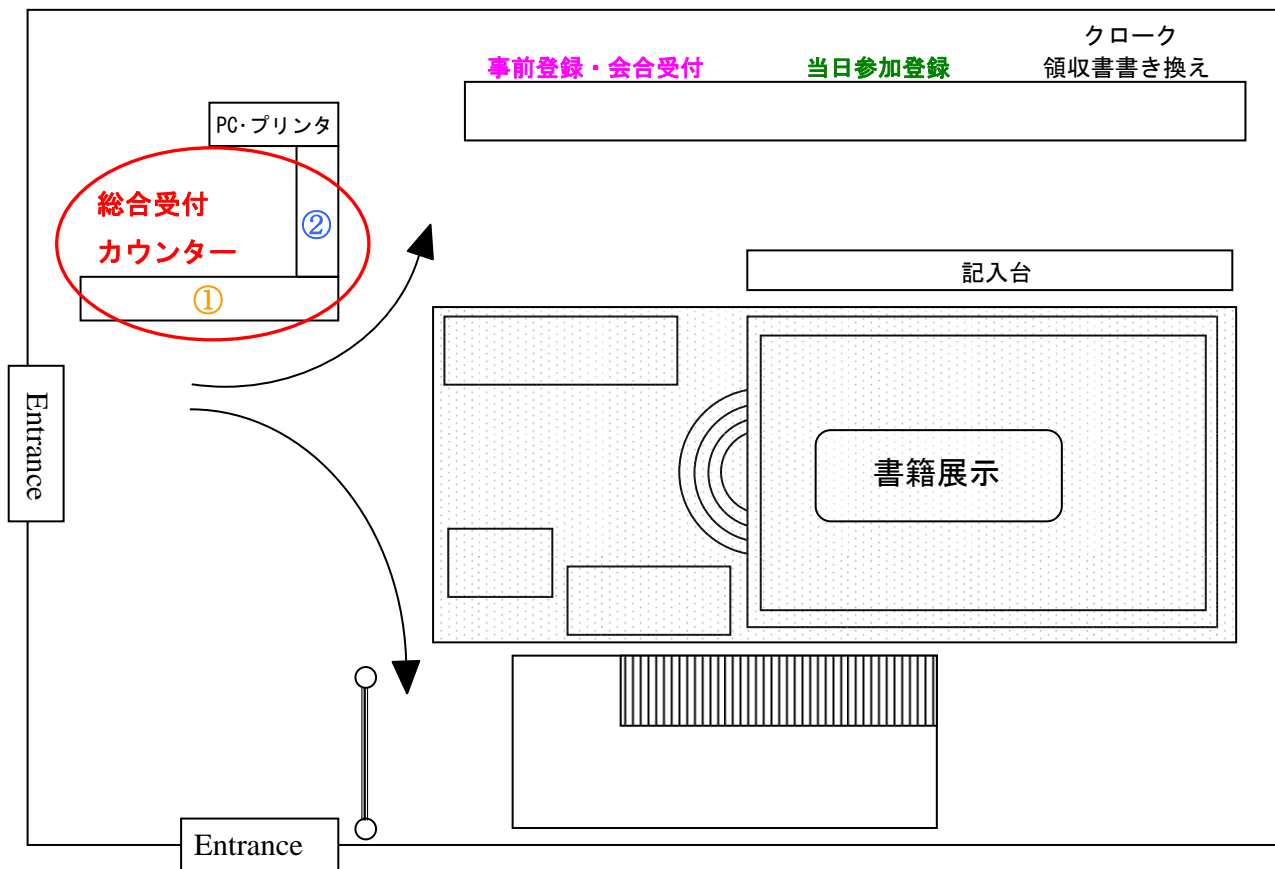 クローク
事前登録・会合受付
当日参加登録
領収書書き換え
PC・プリンタ
総合受付
カウンター
②
①
記入台
Entrance
書籍展示
Entrance